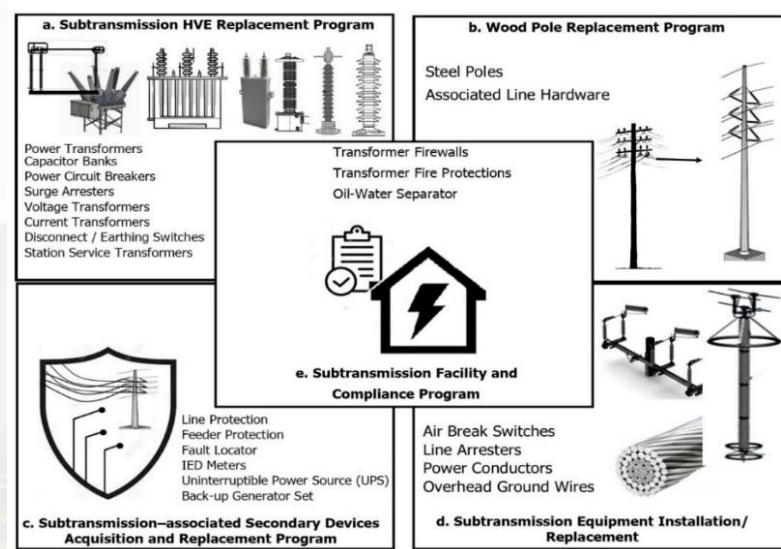 a. Subtransmission HVE Replacement Program
Power Transformers
Capacitor Banks
Power Circuit Breakers
Surge Arresters
Voltage Transformers
Current Transformers
Disconnect / Earthing Switches
Station Service Transformers
b. Wood Pole Replacement Program
Steel Poles
Associated Line Hardware
Transformer Firewalls
Transformer Fire Protections
Oil-Water Separator
e. Subtransmission Facility and
Compliance Program
Line Protection
Feeder Protection
Fault Locator
IED Meters
Uninterruptible Power Source (UPS)
Back-up Generator Set
c. Subtransmission–associated Secondary Devices
Acquisition and Replacement Program
Air Break Switches
Line Arresters
Power Conductors
Overhead Ground Wires
d. Subtransmission Equipment Installation/
Replacement